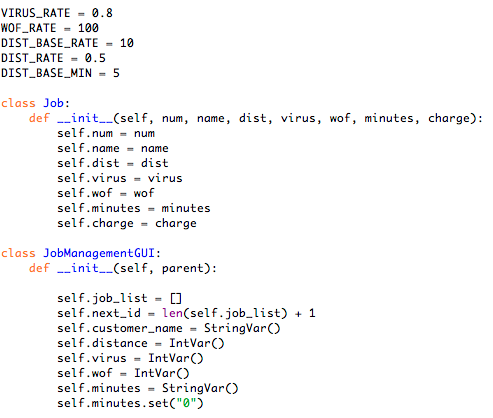 VIRUS_RATE = 0.8
WOF_RATE = 100
DIST_BASE_RATE = 10
DIST_RATE = 0.5
DIST_BASE_MIN = 5

class Job:
    def __init__(self, num, name, dist, virus, wof, minutes, charge):
        self.num = num
        self.name = name
        self.dist = dist
        self.virus = virus
        self.wof = wof
        self.minutes = minutes
        self.charge = charge

class JobManagementGUI:
    def __init__(self, parent):

        self.job_list = []
        self.next_id = len(self.job_list) + 1
        self.customer_name = StringVar()
        self.distance = IntVar()
        self.virus = IntVar()
        self.wof = IntVar()
        self.minutes = StringVar()
        self.minutes.set("0")